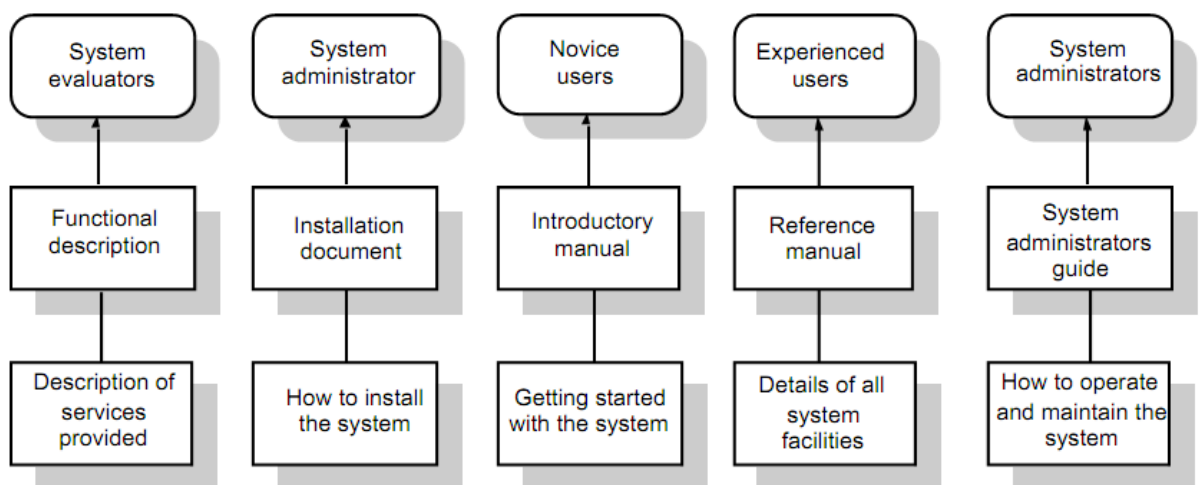 System
evaluators
System
administrator
Novice
users
Experienced
users
System
administrators
Functional
description
Installation
document
Introductory
manual
Reference
manual
System
administrators
guide
Description of
services
provided
How to install
the system
Getting started
with the system
Details of all
system
facilities
How to operate
and maintain the
system